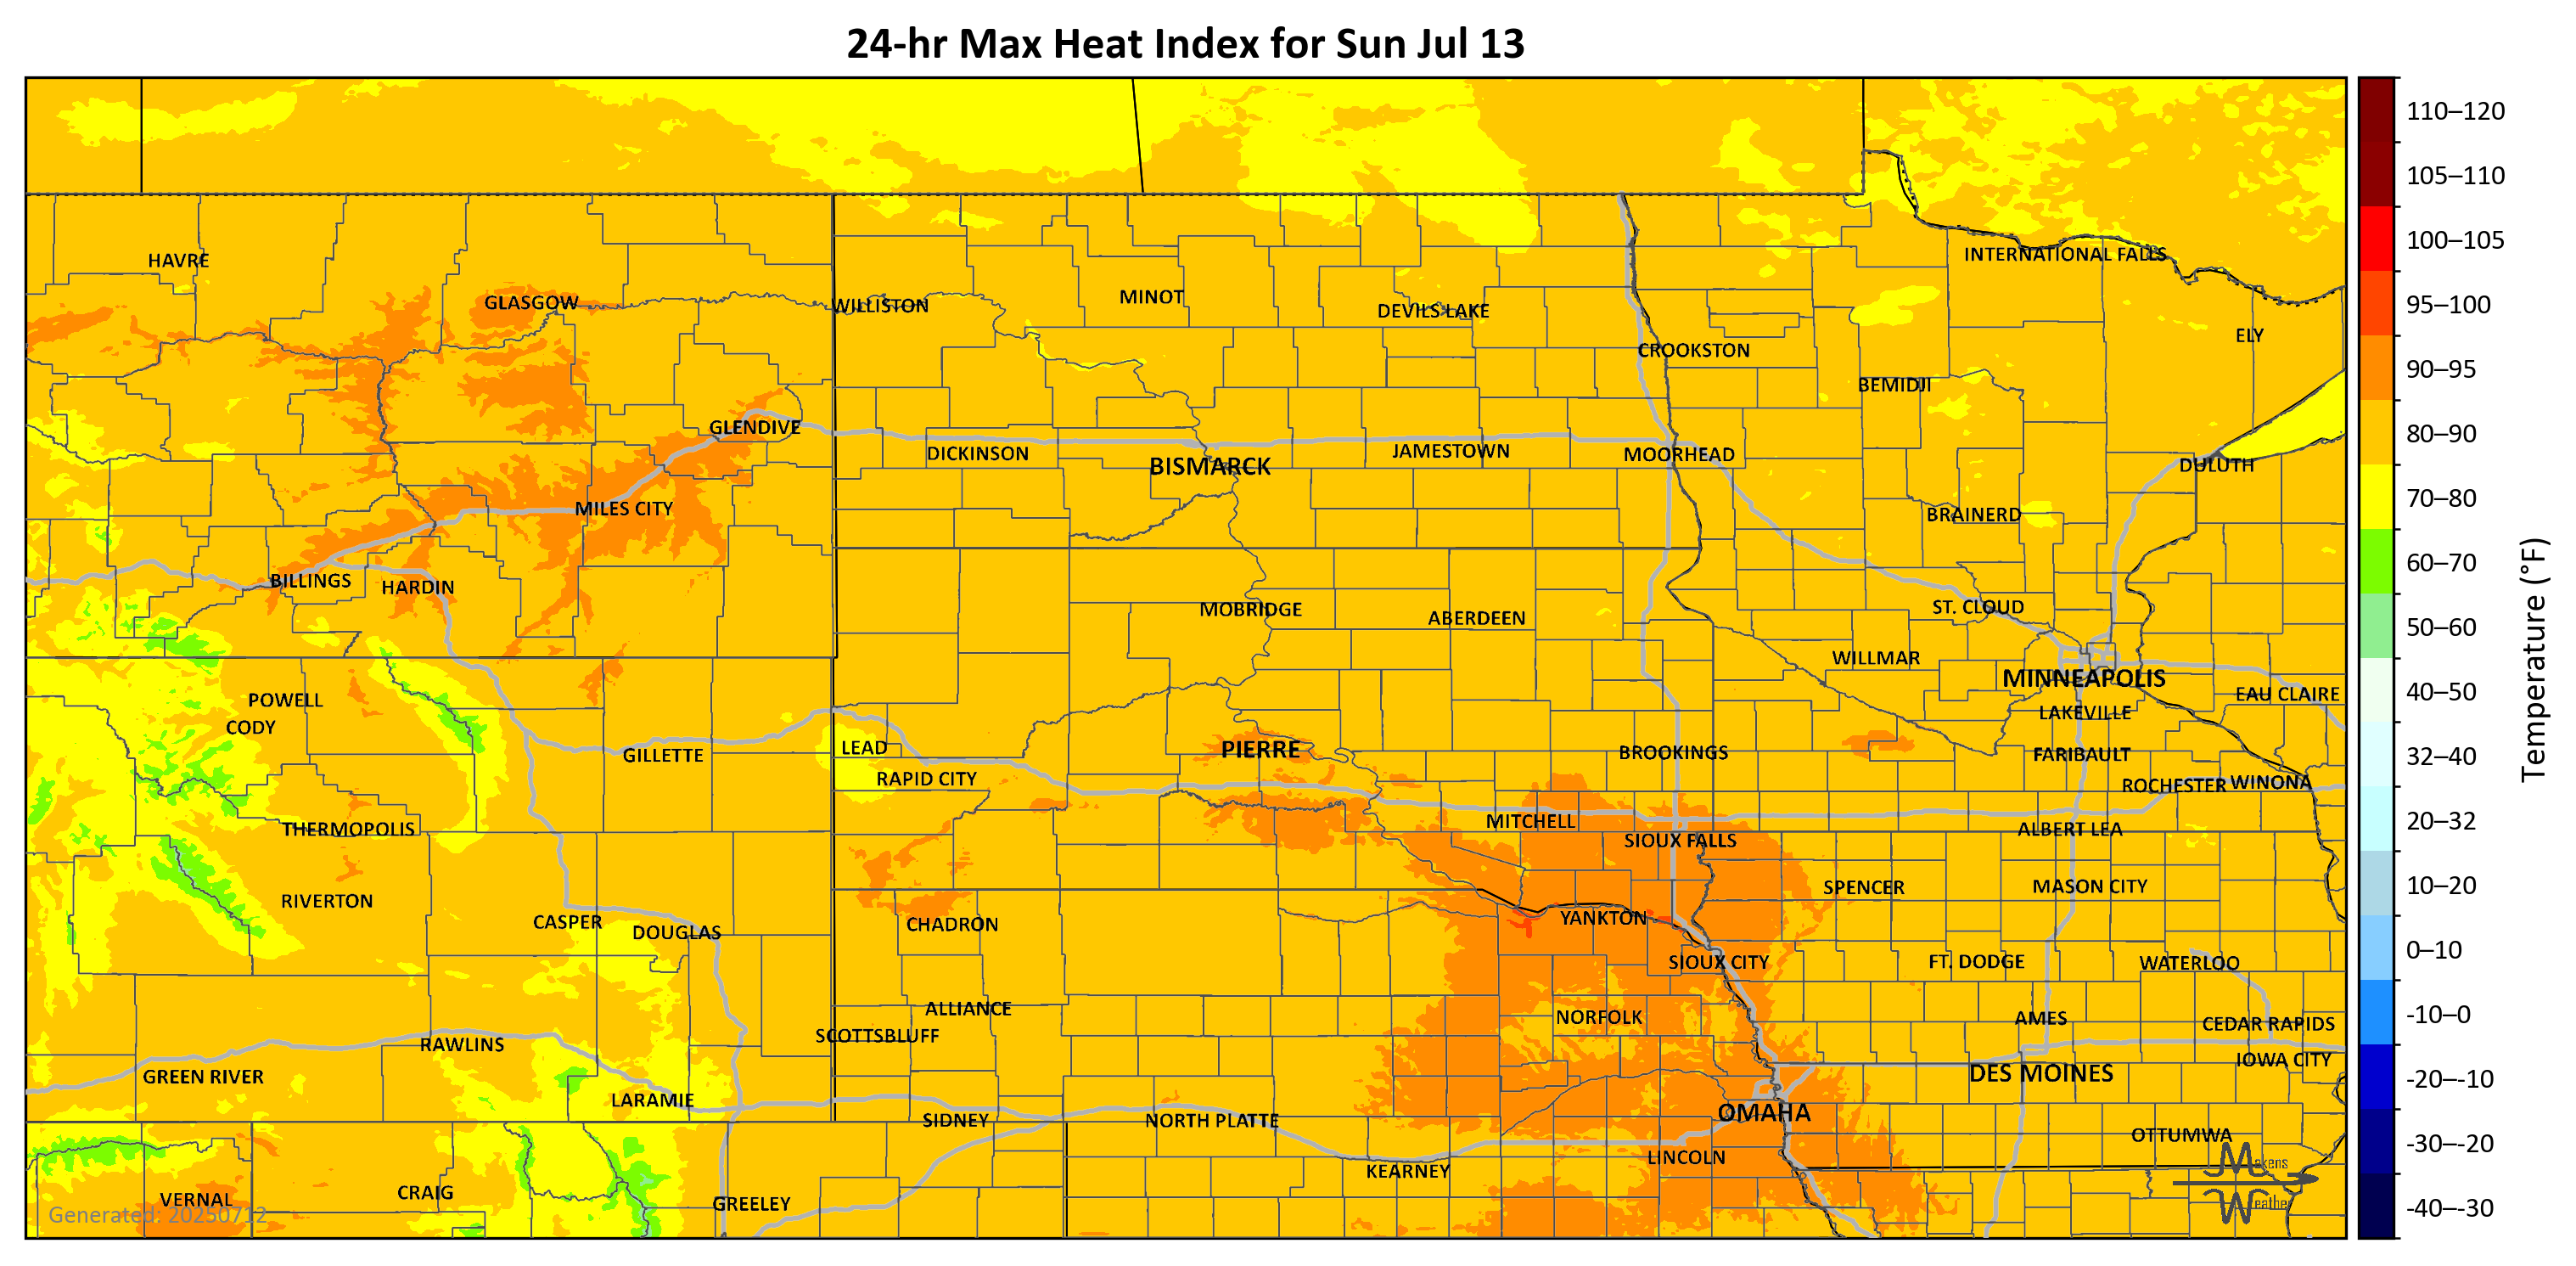 24-hr Max Heat Index for Sun Jul 13
110–120
105–110
100–105
95–100
90–95
80–90
70–80
60–70
50–60
40–50
32–40
20–32
10–20
0–10
-10–0
-20–-10
-30–-20
-40–-30
Temperature (°F)
HAVRE
INTERNATIONAL FALLS
GLASGOW
WILLISTON
MINOT
DEVILS LAKE
ELY
CROOKSTON
BEMIDJI
GLENDIVE
DICKINSON
BISMARCK
JAMESTOWN
MOORHEAD
DULUTH
MILES CITY
BRAINERD
BILLINGS
HARDIN
MOBRIDGE
ABERDEEN
ST. CLOUD
WILLMAR
MINNEAPOLIS
POWELL
EAU CLAIRE
CODY
LAKEVILLE
GILLETTE
LEAD
PIERRE
BROOKINGS
FARIBAULT
RAPID CITY
ROCHESTER
WINONA
THERMOPOLIS
MITCHELL
SIOUX FALLS
ALBERT LEA
RIVERTON
SPENCER
MASON CITY
CASPER
DOUGLAS
CHADRON
YANKTON
SIOUX CITY
FT. DODGE
WATERLOO
ALLIANCE
NORFOLK
AMES
CEDAR RAPIDS
SCOTTSBLUFF
RAWLINS
IOWA CITY
GREEN RIVER
DES MOINES
LARAMIE
SIDNEY
NORTH PLATTE
OMAHA
OTTUMWA
KEARNEY
LINCOLN
VERNAL
CRAIG
GREELEY
Generated: 20250712
Makens
Weather